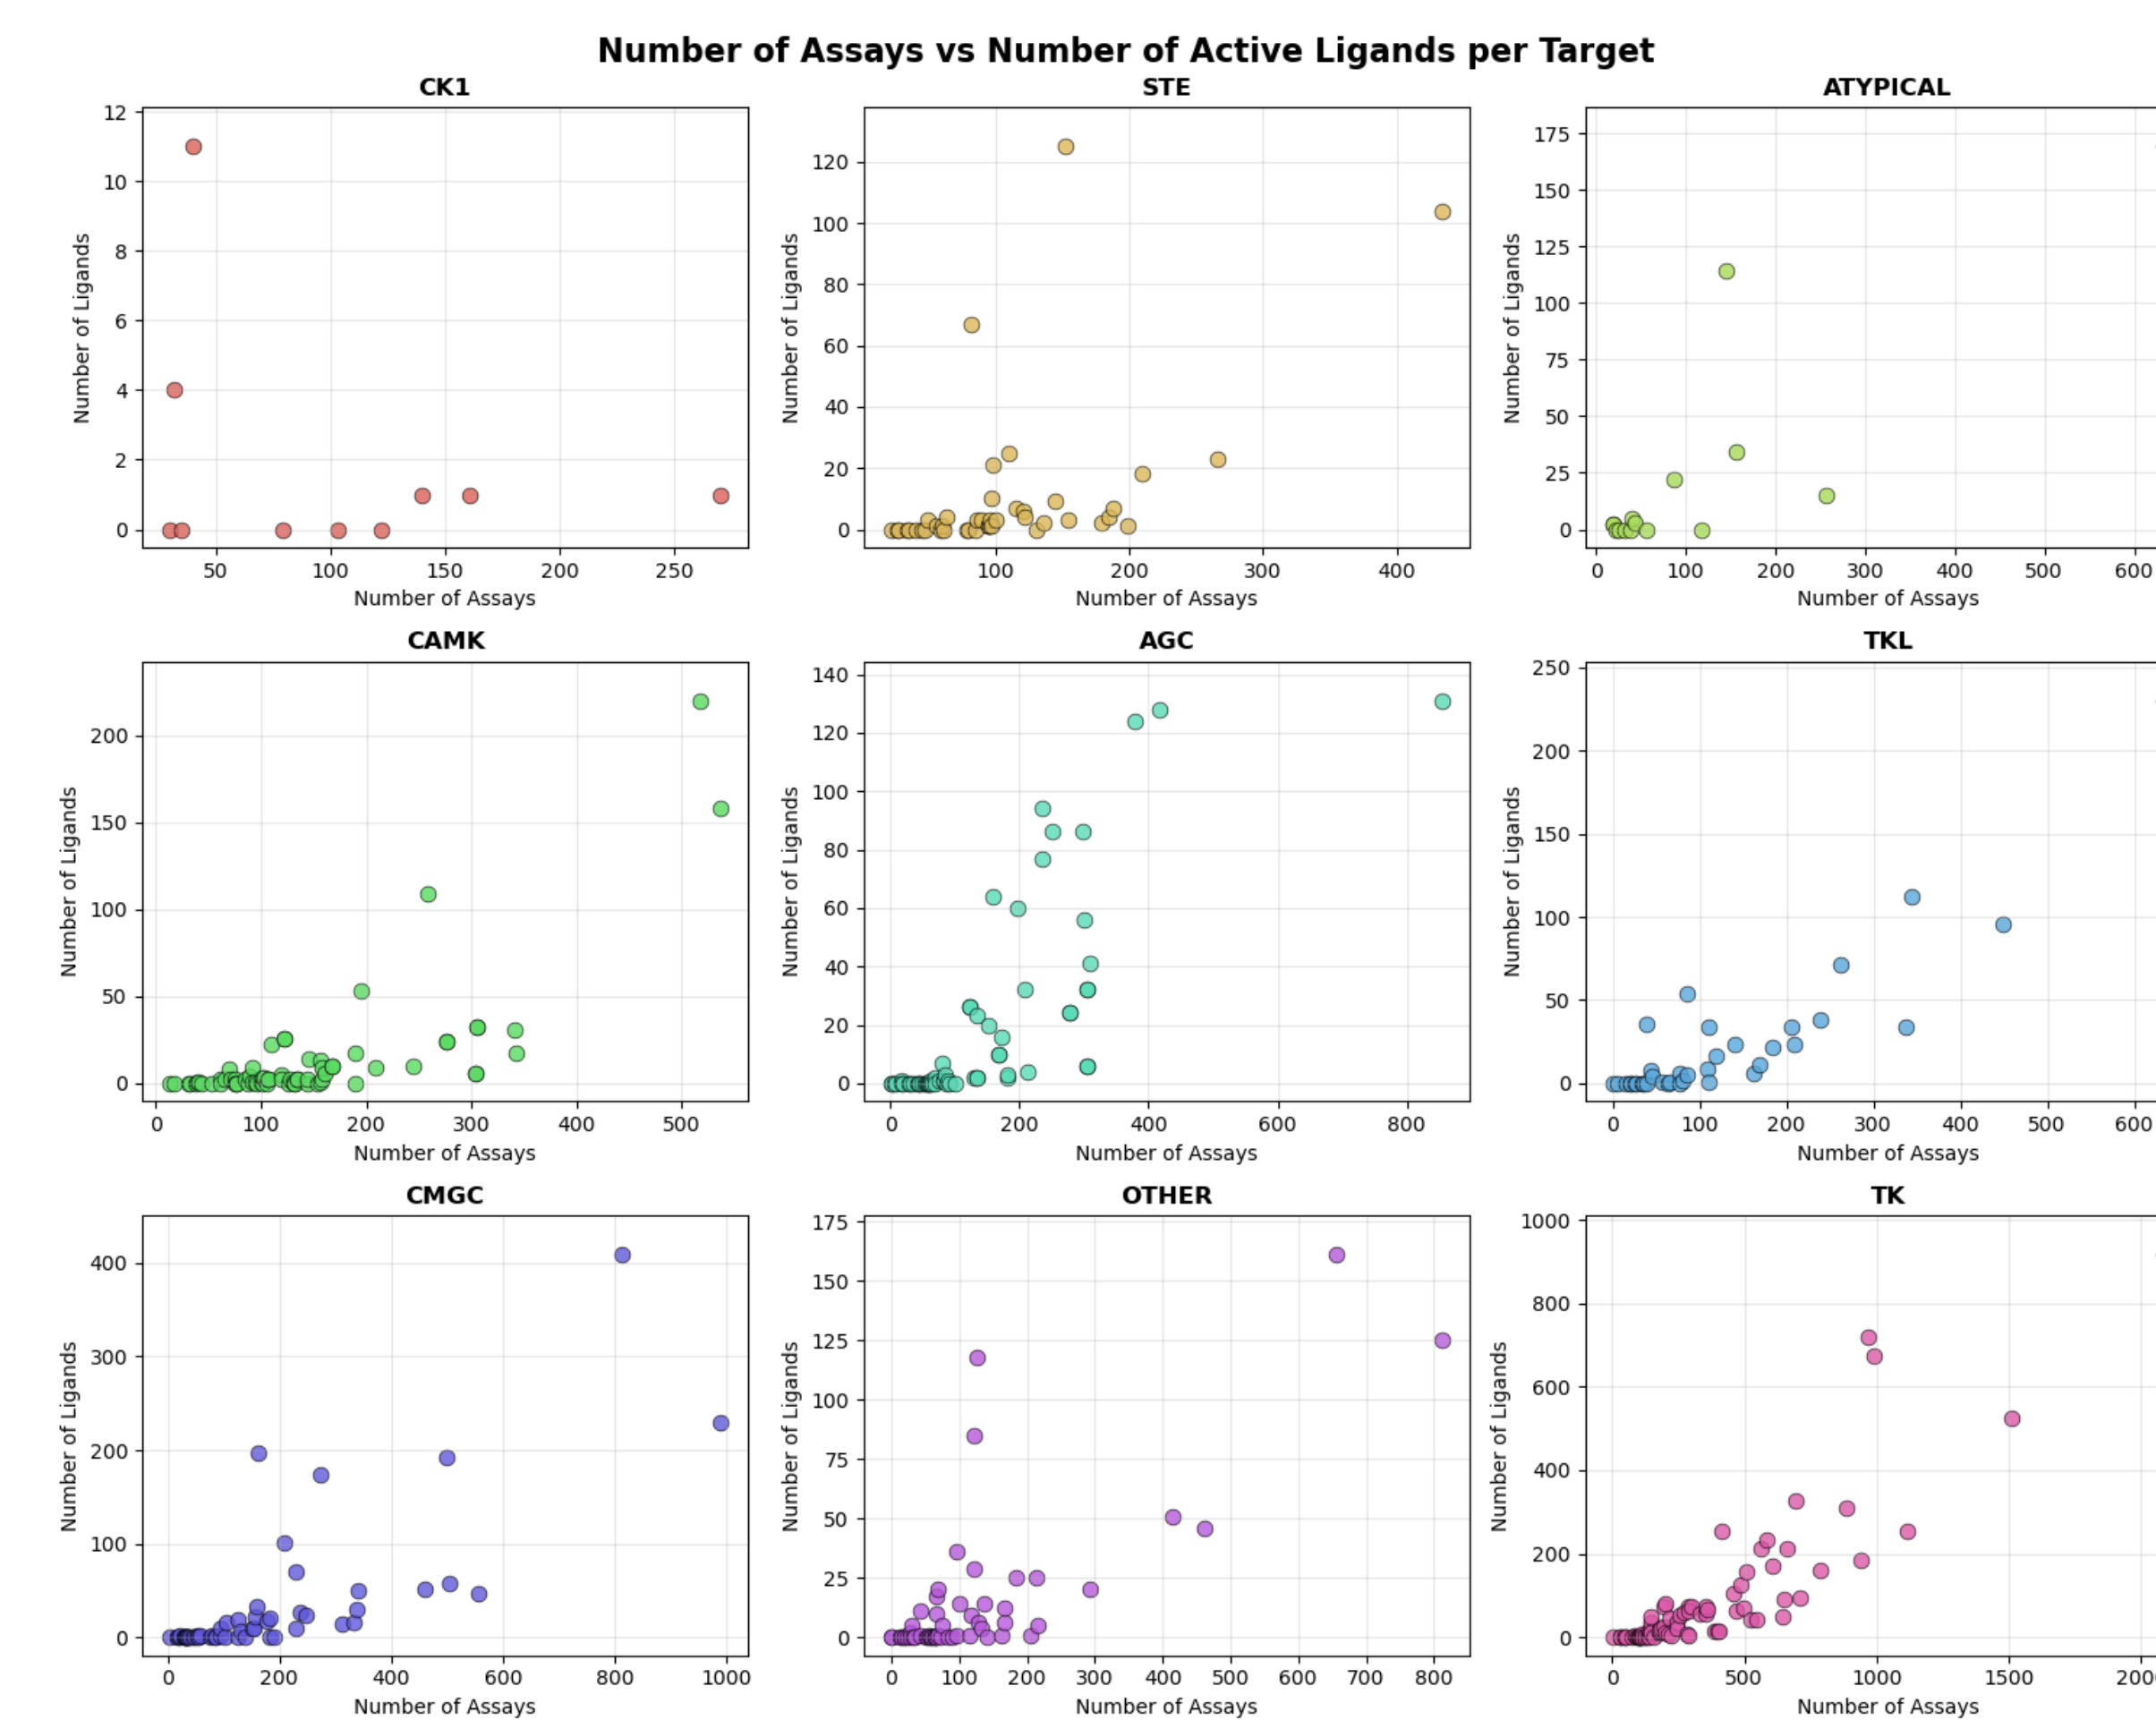 Number of Assays vs Number of Active Ligands per Target
CK1
12
10
8
6
4
2
0
Number of Ligands
50 100 150 200 250
Number of Assays
STE
120
100
80
60
40
20
0
Number of Ligands
100 200 300 400
Number of Assays
ATYPICAL
175
150
125
100
75
50
25
0
Number of Ligands
0 100 200 300 400 500 600
Number of Assays
CAMK
200
150
100
50
0
Number of Ligands
0 100 200 300 400 500
Number of Assays
AGC
140
120
100
80
60
40
20
0
Number of Ligands
0 200 400 600 800
Number of Assays
TKL
250
200
150
100
50
0
Number of Ligands
0 100 200 300 400 500 600
Number of Assays
CMGC
400
300
200
100
0
Number of Ligands
0 200 400 600 800 1000
Number of Assays
OTHER
175
150
125
100
75
50
25
0
Number of Ligands
0 100 200 300 400 500 600 700 800
Number of Assays
TK
1000
800
600
400
200
0
Number of Ligands
0 500 1000 1500
Number of Assays